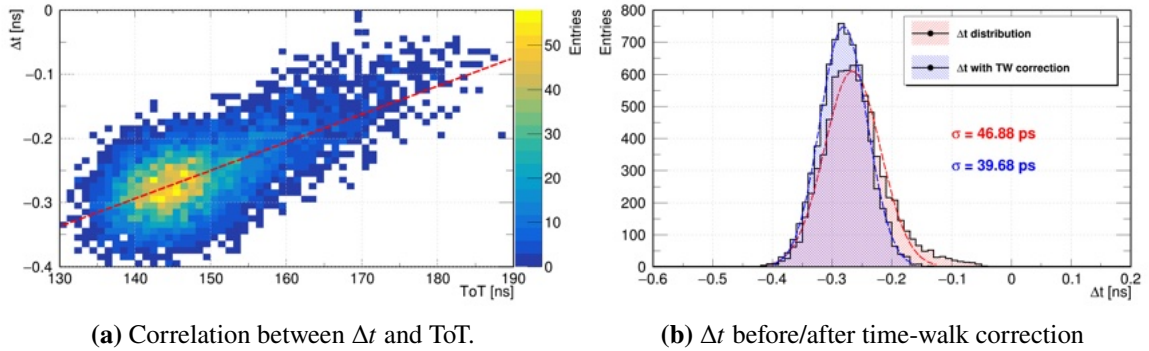 Δt [ns]
0
−0.1
−0.2
−0.3
−0.4
130 140 150 160 170 180 190
ToT [ns]
50
40
30
20
10
0
Entries
Entries
800
700
600
500
400
300
200
100
0
−0.6 −0.5 −0.4 −0.3 −0.2 −0.1 0 0.1 0.2
Δt [ns]
Δt distribution
Δt with TW correction
σ = 46.88 ps
σ = 39.68 ps
(a) Correlation between Δt and ToT.
(b) Δt before/after time-walk correction